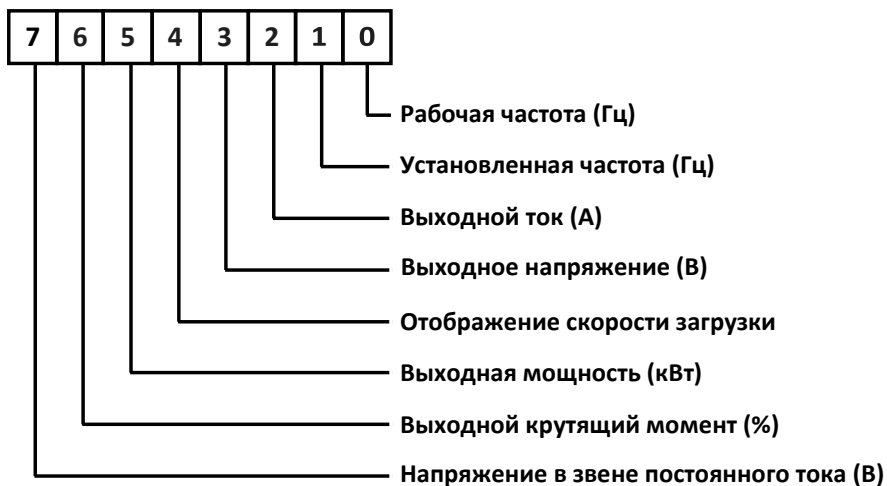 7 6 5 4 3 2 1 0
Рабочая частота (Гц)
Установленная частота (Гц)
Выходной ток (А)
Выходное напряжение (В)
Отображение скорости загрузки
Выходная мощность (кВт)
Выходной крутящий момент (%)
Напряжение в звене постоянного тока (В)